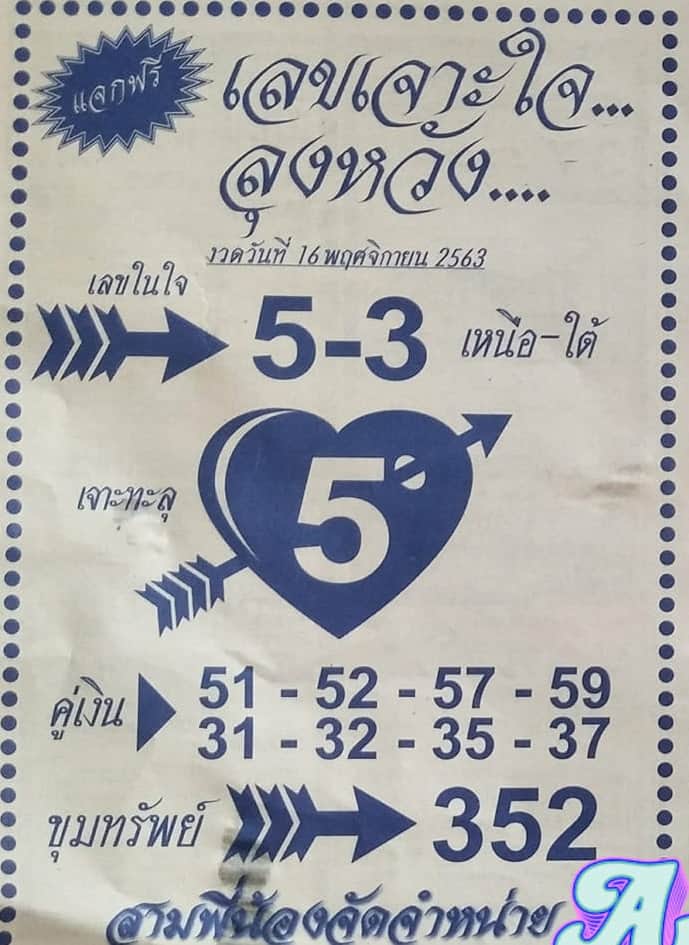 แจกฟรี
เลขเจาะใจ...
ลุงหวัง....
งวดวันที่ 16 พฤศจิกายน 2563
เลขในใจ
5-3 เหนือ-ใต้
เจาะทะลุ 5
คู่เงิน 51 - 52 - 57 - 59
31 - 32 - 35 - 37
ขุมทรัพย์ 352
สามพี่น้องจัดจำหน่าย